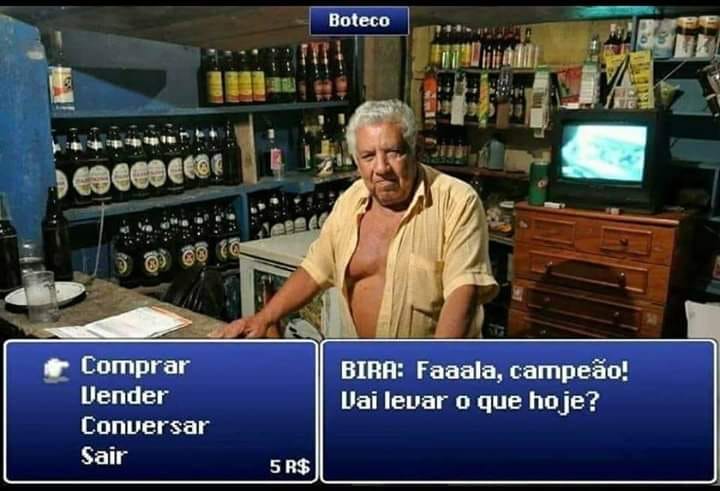 Boteco
Comprar
Vender
Conversar
Sair
5 R$
BIRA: Faaala, campeão!
Vai levar o que hoje?